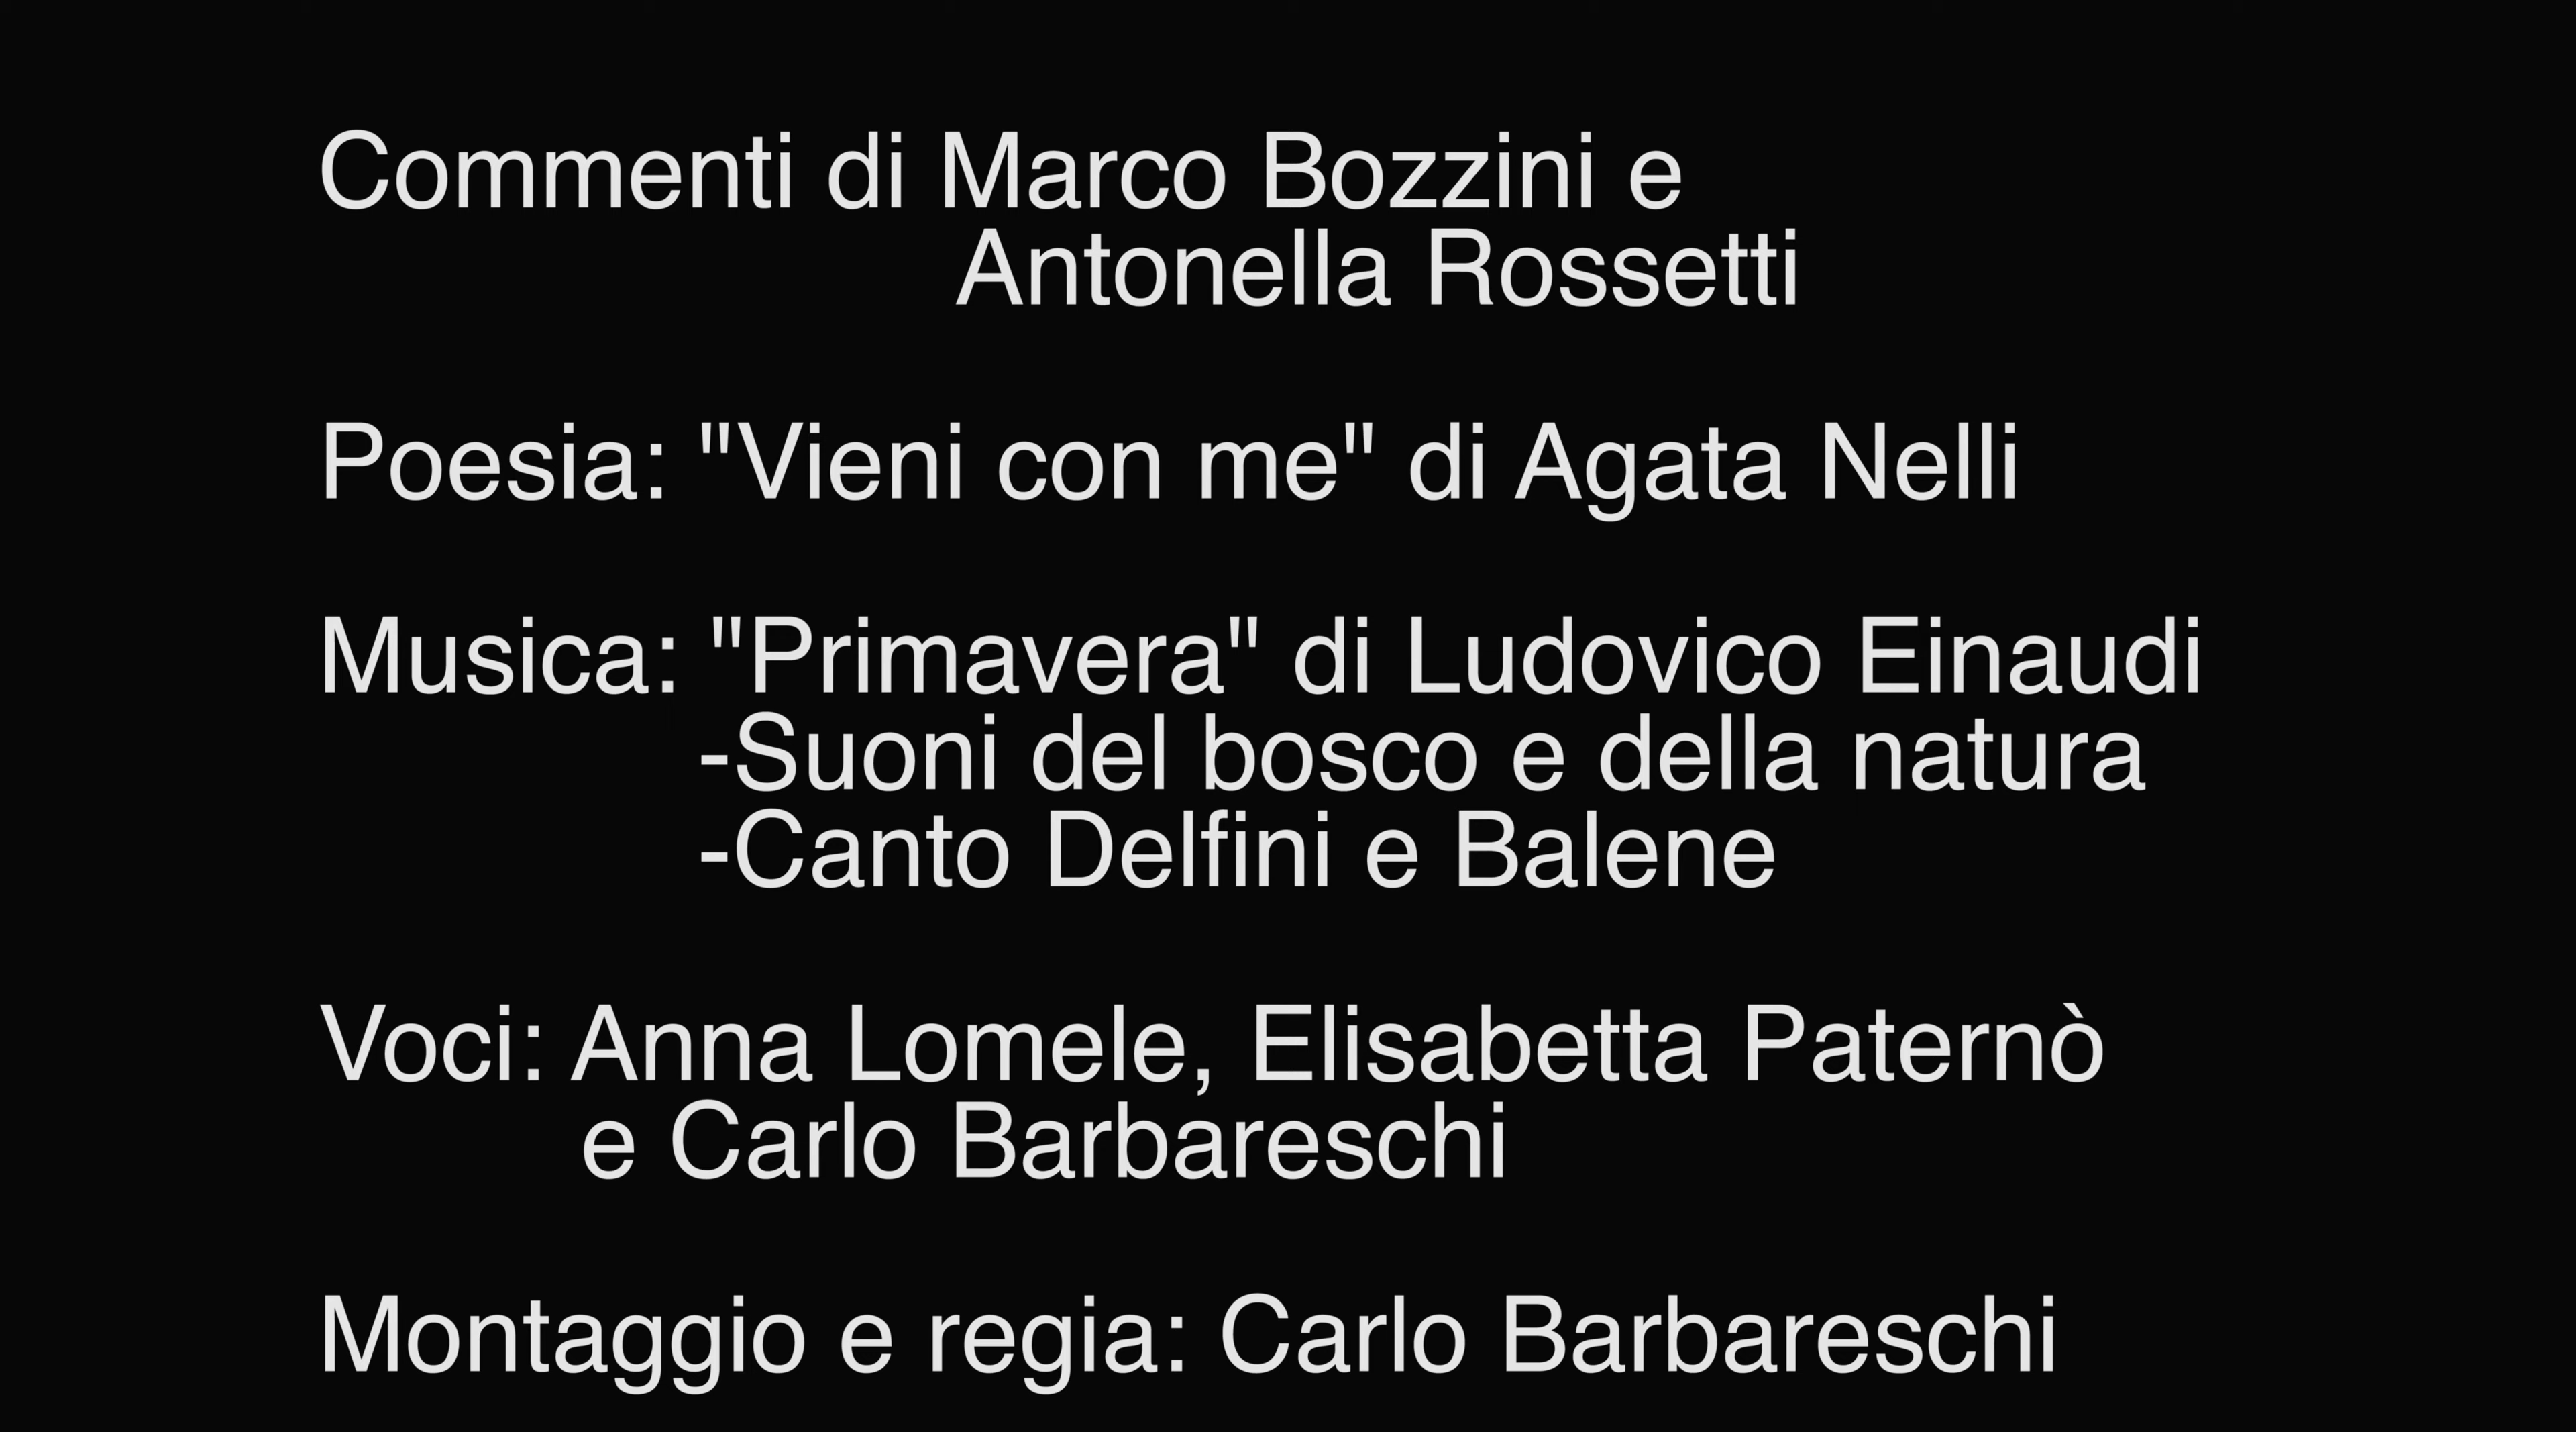 Commenti di Marco Bozzini e
Antonella Rossetti
Poesia: "Vieni con me" di Agata Nelli
Musica: "Primavera" di Ludovico Einaudi
-Suoni del bosco e della natura
-Canto Delfini e Balene
Voci: Anna Lomele, Elisabetta Paternò
e Carlo Barbareschi
Montaggio e regia: Carlo Barbareschi